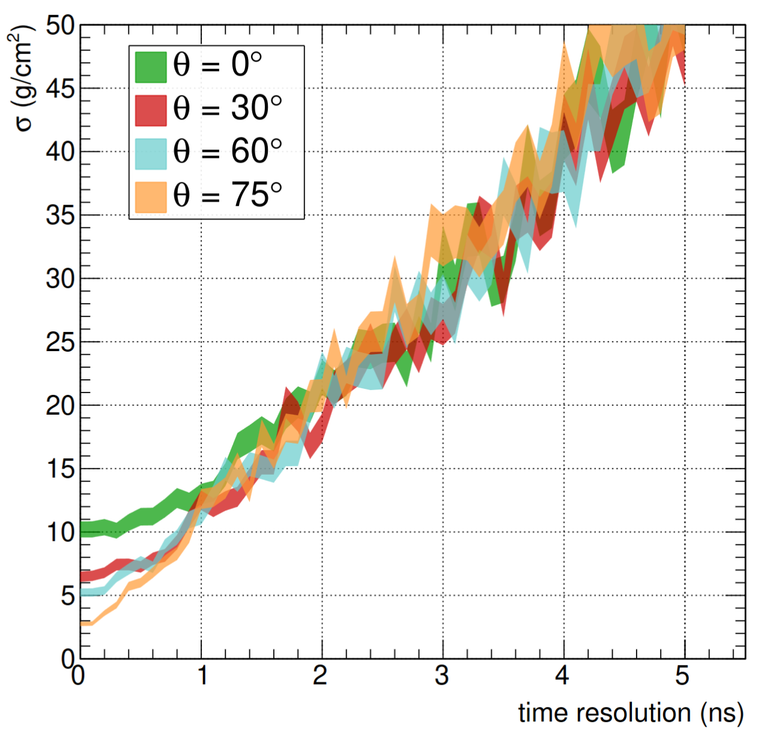 σ (g/cm²)
50
45
40
35
30
25
20
15
10
5
0
θ = 0°
θ = 30°
θ = 60°
θ = 75°
0 1 2 3 4 5
time resolution (ns)